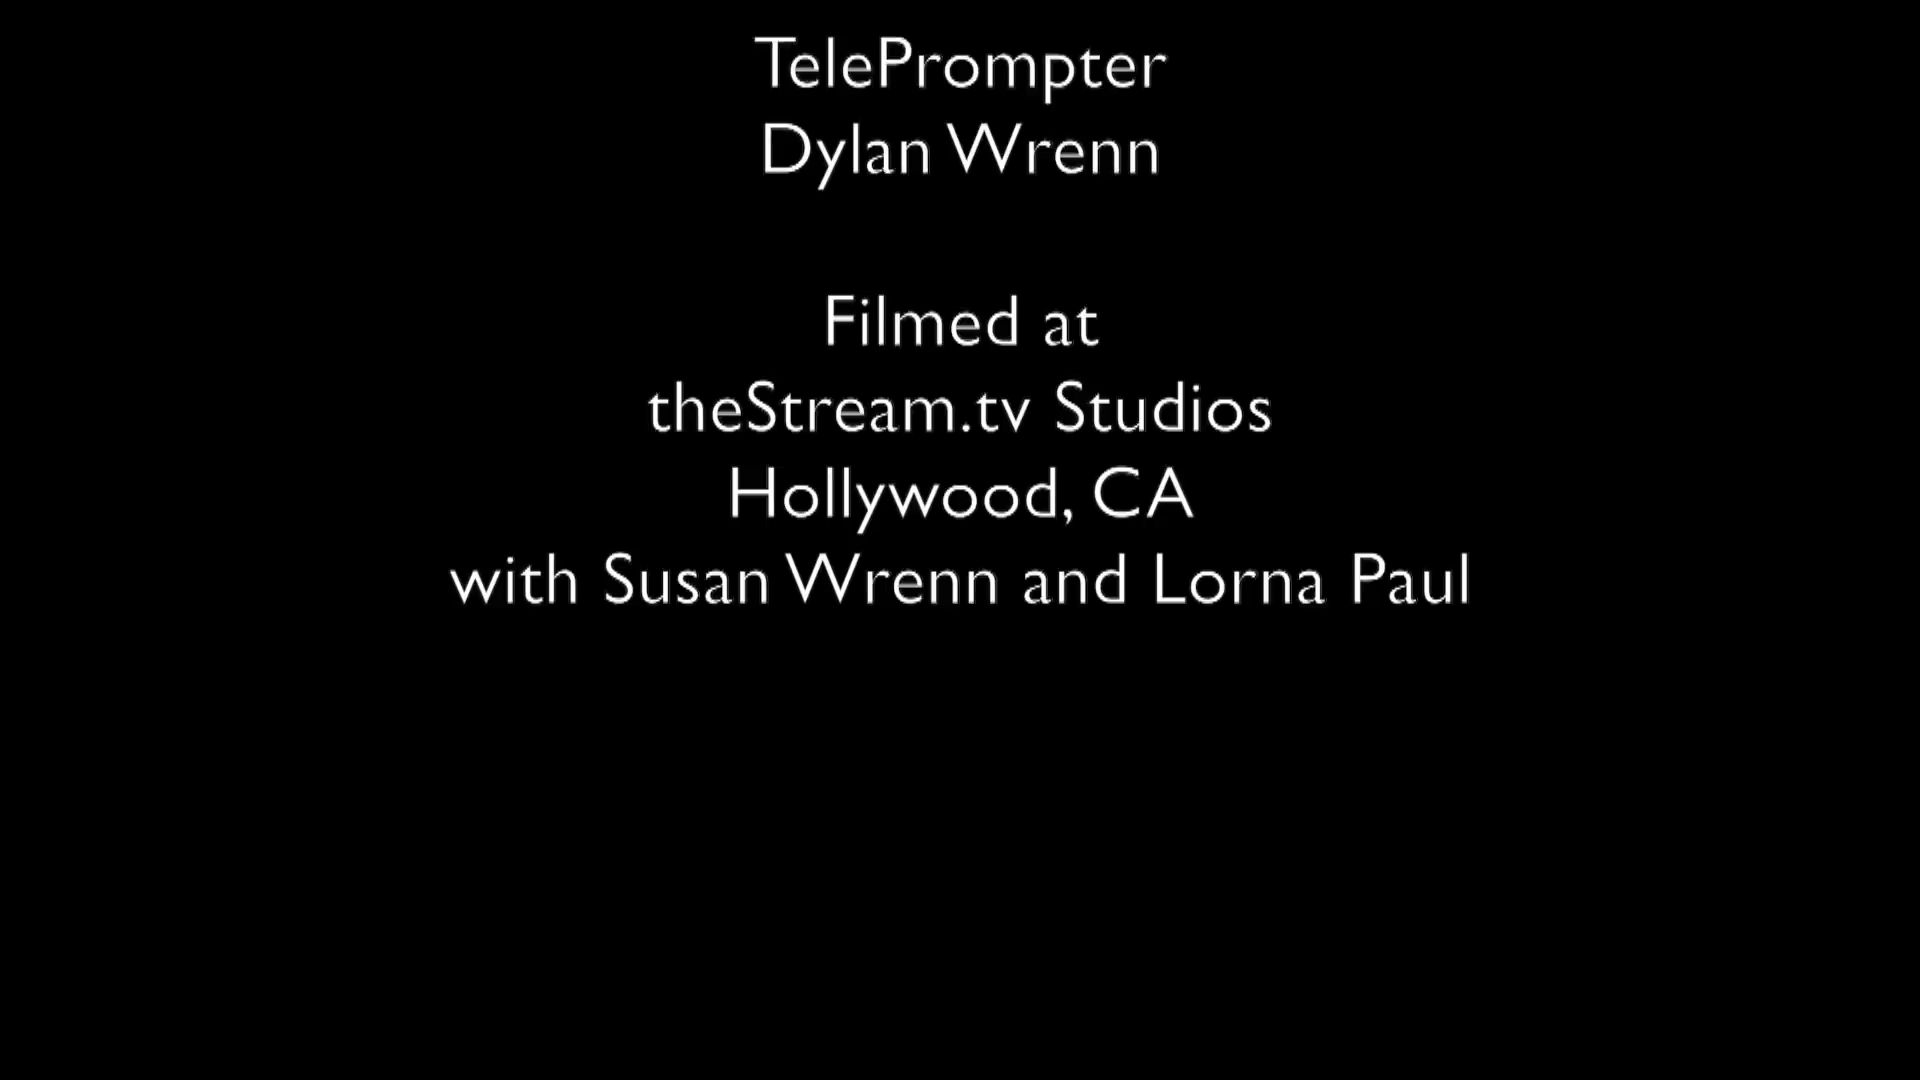 TelePrompter
Dylan Wrenn
Filmed at
theStream.tv Studios
Hollywood, CA
with Susan Wrenn and Lorna Paul